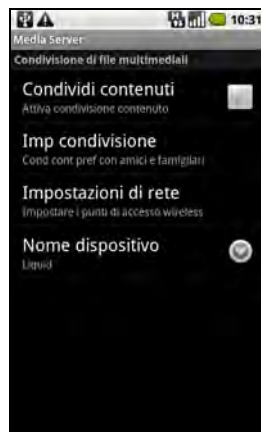 10:31
Media Server
Condivisione di file multimediali
Condividi contenuti
Attiva condivisione contenuto
Imp condivisione
Cond cont pref con amici e famigliari
Impostazioni di rete
Impostare i punti di accesso wireless
Nome dispositivo
Liquid